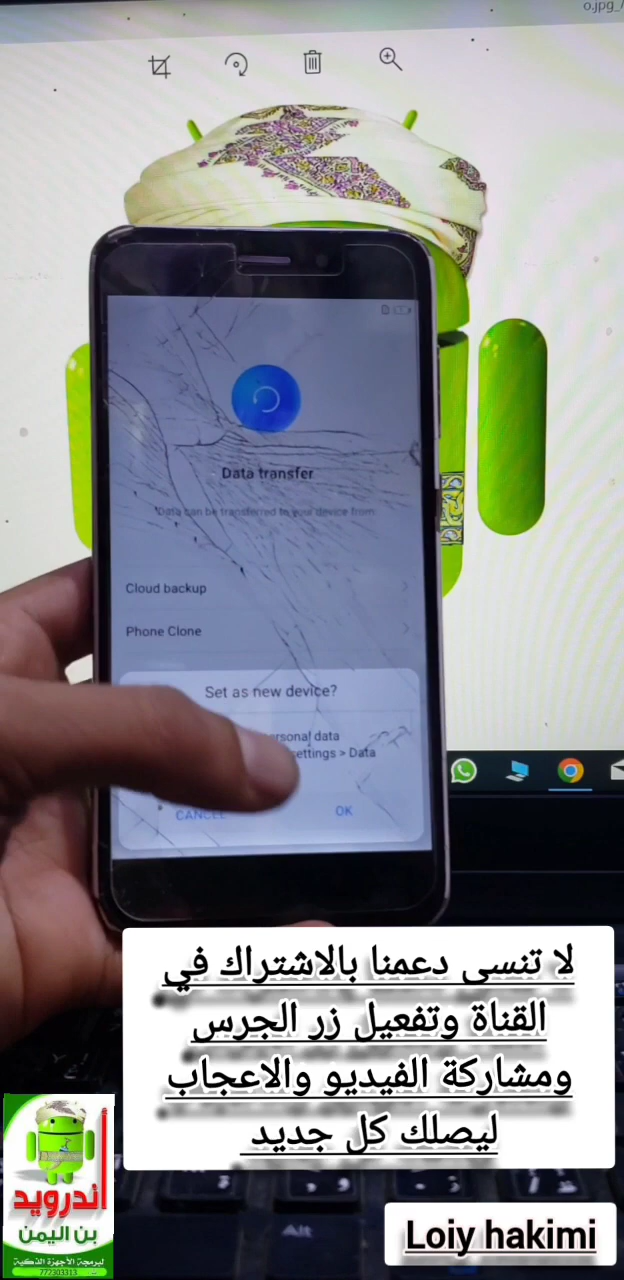 o.jpg
Data transfer
Data can be transferred to your device from
Cloud backup
Phone Clone
Set as new device?
personal data
settings > Data
CANCEL
OK
لا تنسى دعمنا بالاشتراك في
القناة وتفعيل زر الجرس
ومشاركة الفيديو والاعجاب
ليصلك كل جديد
أندرويد
بن اليمن
لبرمجة الأجهزة الذكية
Alt
Loiy hakimi